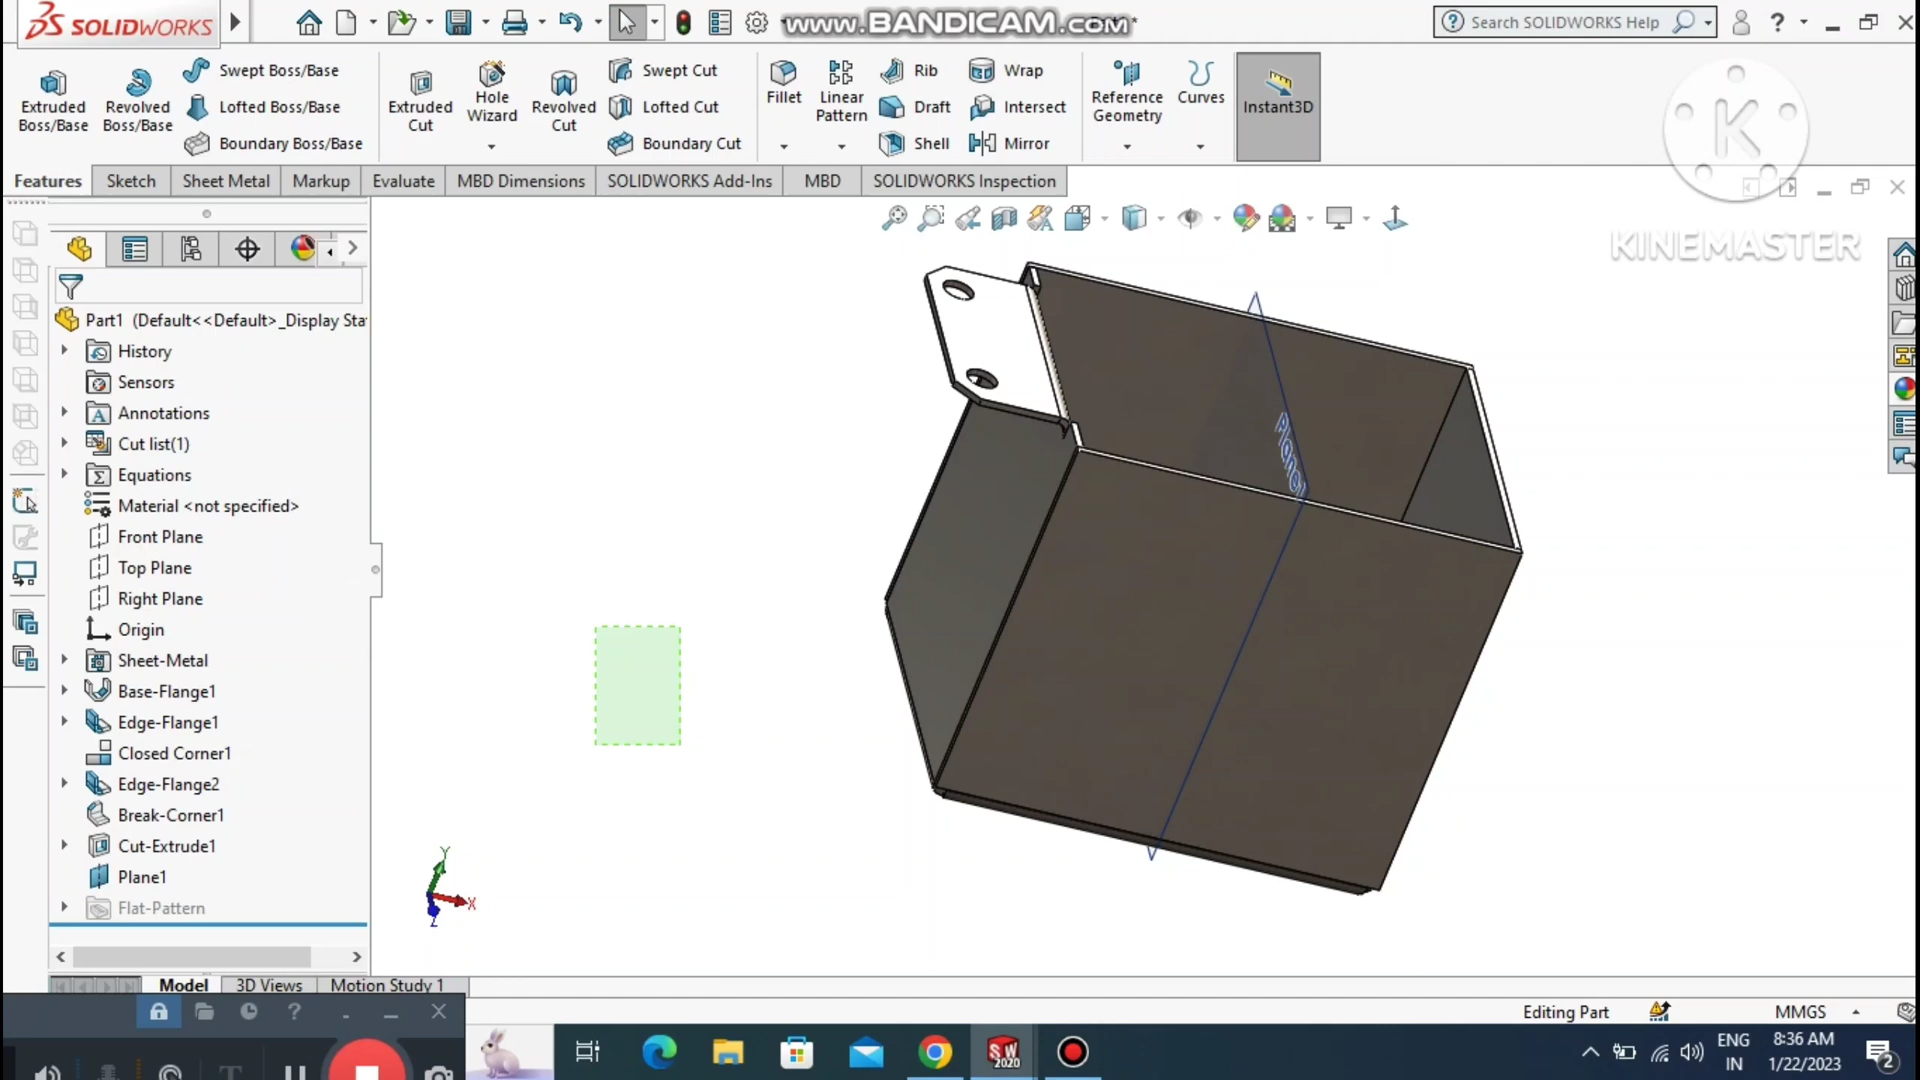 SOLIDWORKS
www.BANDICAM.com
*
Search SOLIDWORKS Help
?
Extruded Boss/Base
Revolved Boss/Base
Swept Boss/Base
Lofted Boss/Base
Boundary Boss/Base
Extruded Cut
Hole Wizard
Revolved Cut
Swept Cut
Lofted Cut
Boundary Cut
Fillet
Linear Pattern
Rib
Draft
Shell
Wrap
Intersect
Mirror
Reference Geometry
Curves
Instant3D
K
KINEMASTER
Features
Sketch
Sheet Metal
Markup
Evaluate
MBD Dimensions
SOLIDWORKS Add-Ins
MBD
SOLIDWORKS Inspection
Part1 (Default<<Default>_Display Sta
History
Sensors
Annotations
Cut list(1)
Equations
Material <not specified>
Front Plane
Top Plane
Right Plane
Origin
Sheet-Metal
Base-Flange1
Edge-Flange1
Closed Corner1
Edge-Flange2
Break-Corner1
Cut-Extrude1
Plane1
Flat-Pattern
Plane1
Y
X
Z
Model
3D Views
Motion Study 1
Editing Part
MMGS
?
T
SW
2020
ENG
IN
8:36 AM
1/22/2023
2